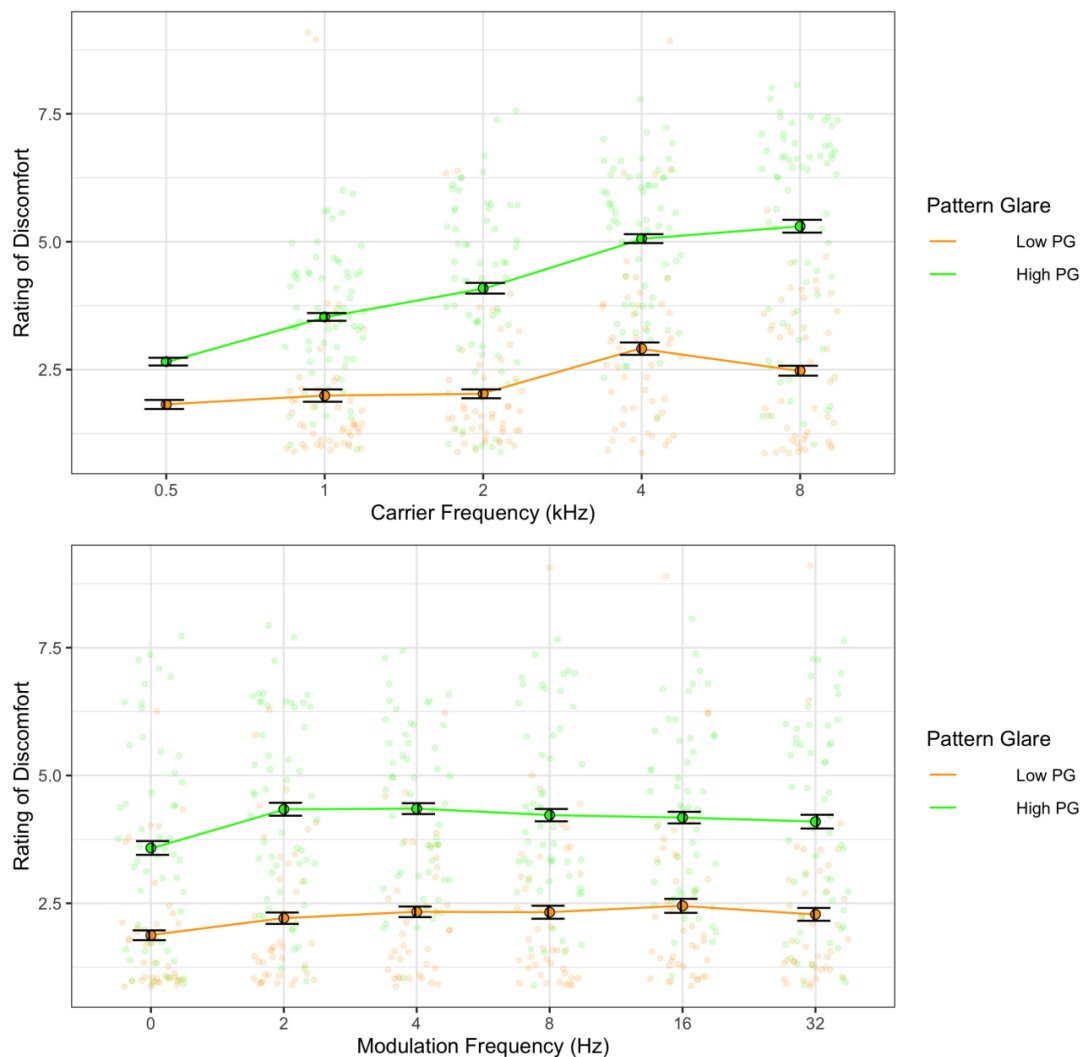 7.5
5.0
2.5
Rating of Discomfort
0.5 1 2 4 8
Carrier Frequency (kHz)
Pattern Glare
Low PG
High PG
7.5
5.0
2.5
Rating of Discomfort
0 2 4 8 16 32
Modulation Frequency (Hz)
Pattern Glare
Low PG
High PG